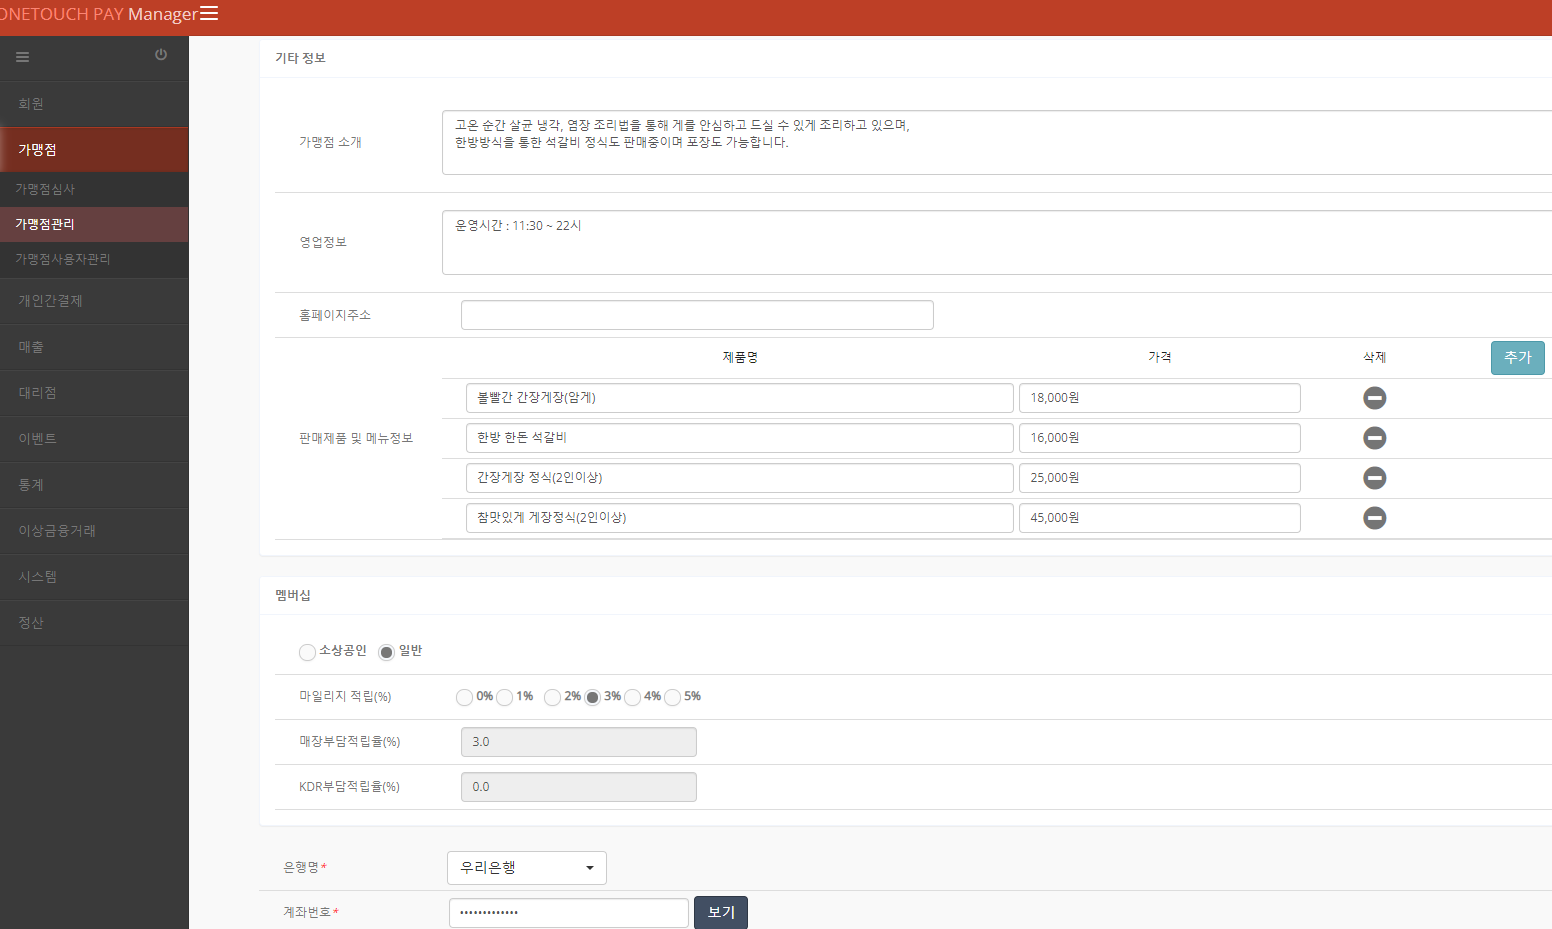 ONETOUCH PAY Manager
회원
가맹점
가맹점심사
가맹점관리
가맹점사용자관리
개인간결제
매출
대리점
이벤트
통계
이상금융거래
시스템
정산
기타 정보
가맹점 소개
고온 순간 살균 냉각, 염장 조리법을 통해 게를 안심하고 드실 수 있게 조리하고 있으며,
한방방식을 통한 석갈비 정식도 판매중이며 포장도 가능합니다.
영업정보
운영시간 : 11:30 ~ 22시
홈페이지주소
제품명 가격 삭제 추가
판매제품 및 메뉴정보
볼빨간 간장게장(암게) 18,000원
한방 한돈 석갈비 16,000원
간장게장 정식(2인이상) 25,000원
참맛있게 게장정식(2인이상) 45,000원
멤버십
소상공인 일반
마일리지 적립(%) 0% 1% 2% 3% 4% 5%
매장부담적립율(%) 3.0
KDR부담적립율(%) 0.0
은행명* 우리은행
계좌번호* ••••••••••••• 보기